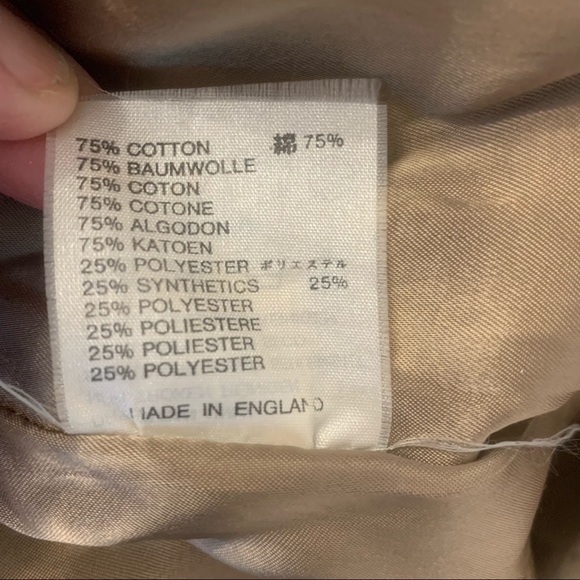 75% COTTON 綿 75%
75% BAUMWOLLE
75% COTON
75% COTONE
75% ALGODON
75% KATOEN
25% POLYESTER ポリエステル
25% SYNTHETICS 25%
25% POLYESTER
25% POLIESTERE
25% POLIESTER
25% POLYESTER
MADE IN ENGLAND